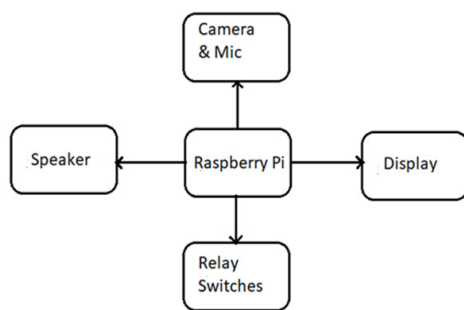 Camera
& Mic
Speaker
Raspberry Pi
Display
Relay
Switches